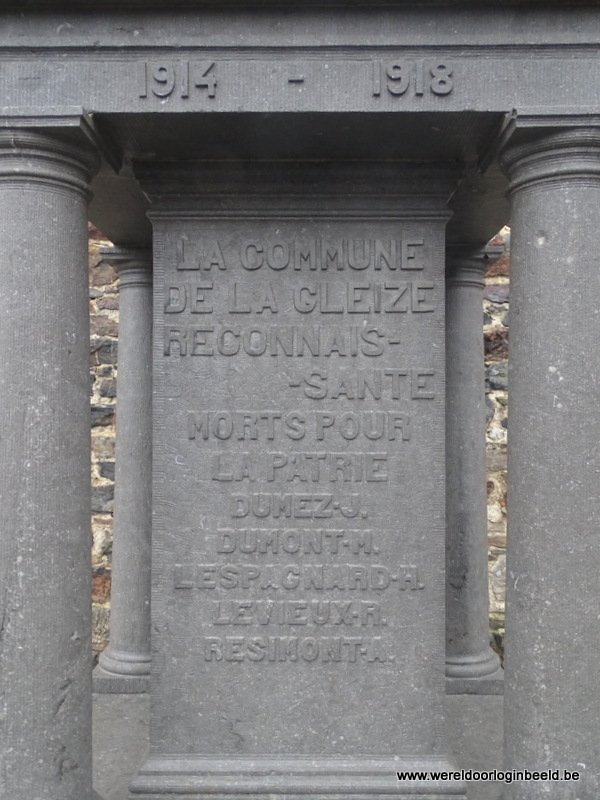 1914 - 1918
LA COMMUNE
DE LA GLEIZE
RECONNAIS-
-SANTE
MORTS POUR
LA PATRIE
DUMEZ-J.
DUMONT-M.
LESPAGNARD-H.
LEVIEUX-R.
RESIMONT-A.
www.wereldoorloginbeeld.be